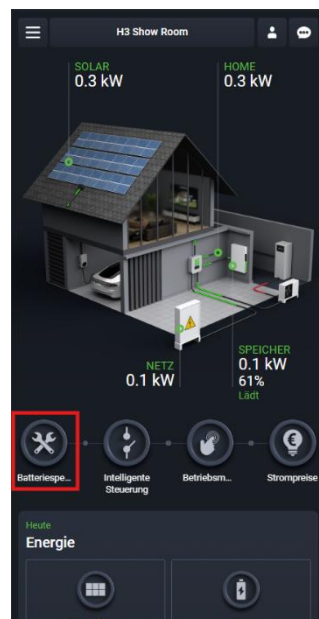 H3 Show Room
SOLAR
0.3 kW
HOME
0.3 kW
NETZ
0.1 kW
SPEICHER
0.1 kW
61%
Lädt
Batteriespe...
Intelligente
Steuerung
Betriebsm...
Strompreise
Heute
Energie